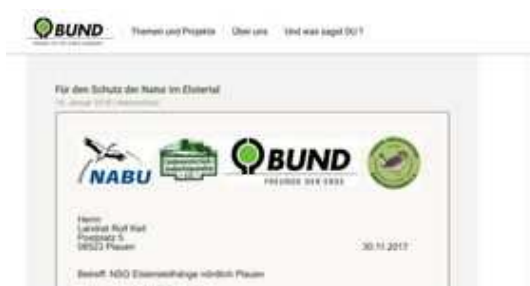 BUND
Themen und Projekte Über uns Und was sagst DU?
Für den Schutz der Natur im Elstertal
NABU
BUND
FREUNDE DER ERDE
Herrn
Landrat Rolf Keil
Postplatz 5
08523 Plauen
30.11.2017
Betreff: NSG Elstersteilhänge nördlich Plauen